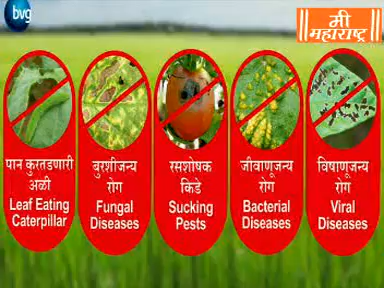 bvg
मी
महाराष्ट्र
पान कुरतडणारी
अळी
Leaf Eating
Caterpillar
बुरशीजन्य
रोग
Fungal
Diseases
रसशोषक
किडे
Sucking
Pests
जीवाणूजन्य
रोग
Bacterial
Diseases
विषाणूजन्य
रोग
Viral
Diseases